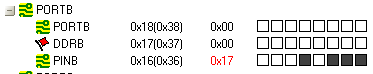 PORTB
PORTB 0x18(0x38) 0x00
DDRB 0x17(0x37) 0x00
PINB 0x16(0x36) 0x17